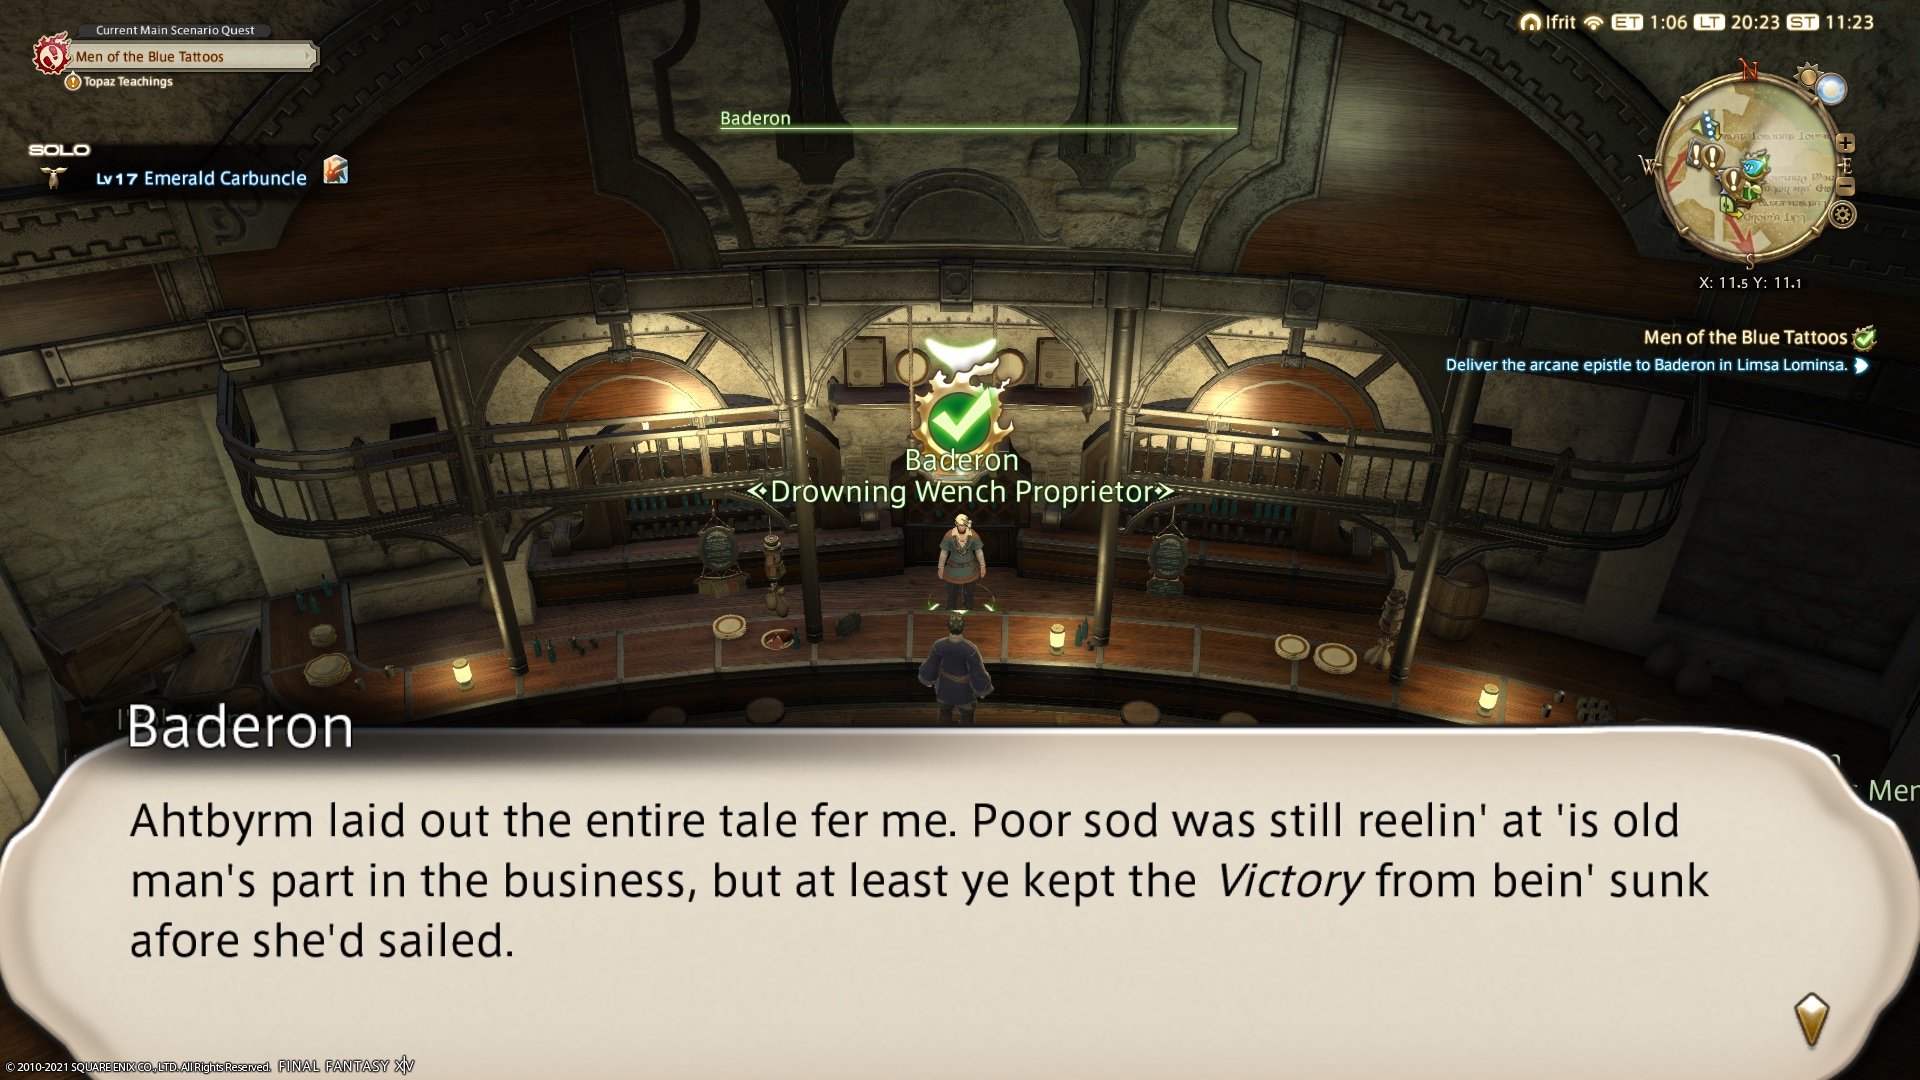 Current Main Scenario Quest
Men of the Blue Tattoos
Topaz Teachings
Ifrit ET 1:06 LT 20:23 ST 11:23
SOLO
Lv17 Emerald Carbuncle
Baderon
N
W
E
S
X: 11.5 Y: 11.1
Men of the Blue Tattoos
Deliver the arcane epistle to Baderon in Limsa Lominsa.
Baderon
«Drowning Wench Proprietor»
Baderon
Ahtbyrm laid out the entire tale fer me. Poor sod was still reelin' at 'is old
man's part in the business, but at least ye kept the Victory from bein' sunk
afore she'd sailed.
Mer
© 2010-2021 SQUARE ENIX CO., LTD. All Rights Reserved. FINAL FANTASY XIV